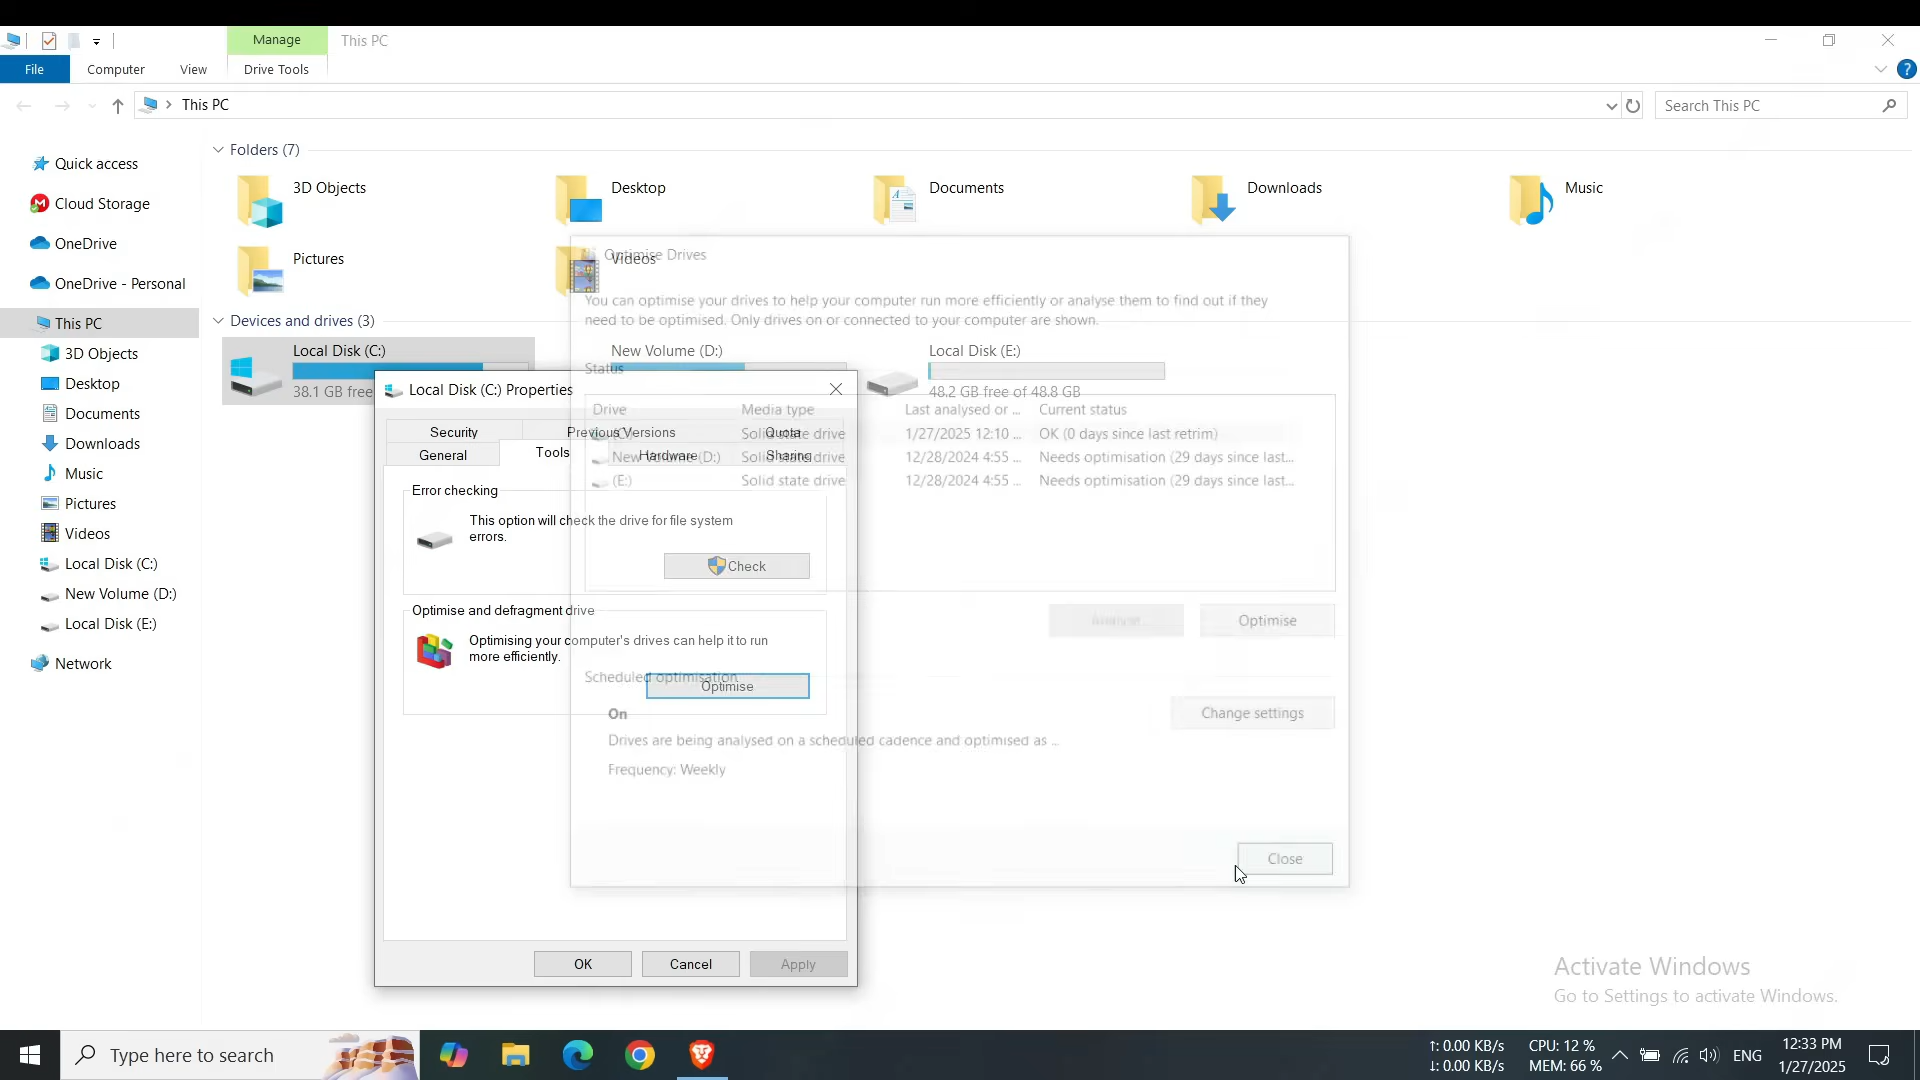 Manage
This PC
File
Computer
View
Drive Tools
This PC
Search This PC
Quick access
Cloud Storage
OneDrive
OneDrive - Personal
This PC
3D Objects
Desktop
Documents
Downloads
Music
Pictures
Videos
Local Disk (C:)
New Volume (D:)
Local Disk (E:)
Network
Folders (7)
3D Objects
Desktop
Documents
Downloads
Music
Pictures
Videos
Devices and drives (3)
Local Disk (C:)
38.1 GB free
New Volume (D:)
Local Disk (E:)
48.2 GB free of 48.8 GB
Local Disk (C:) Properties
Security
Previous Versions
Quota
General
Tools
Hardware
Sharing
Error checking
This option will check the drive for file system
errors.
Check
Optimise and defragment drive
Optimising your computer's drives can help it to run
more efficiently.
Optimise
OK
Cancel
Apply
Optimise Drives
You can optimise your drives to help your computer run more efficiently or analyse them to find out if they
need to be optimised. Only drives on or connected to your computer are shown.
Status
Drive
Media type
Last analysed or ...
Current status
(C:)
Solid state drive
1/27/2025 12:10 ...
OK (0 days since last retrim)
New Volume (D:)
Solid state drive
12/28/2024 4:55 ...
Needs optimisation (29 days since last...
(E:)
Solid state drive
12/28/2024 4:55 ...
Needs optimisation (29 days since last...
Optimise
Scheduled optimisation
On
Change settings
Drives are being analysed on a scheduled cadence and optimised as ...
Frequency: Weekly
Close
Activate Windows
Go to Settings to activate Windows.
Type here to search
↑: 0.00 KB/s
↓: 0.00 KB/s
CPU: 12 %
MEM: 66 %
ENG
12:33 PM
1/27/2025